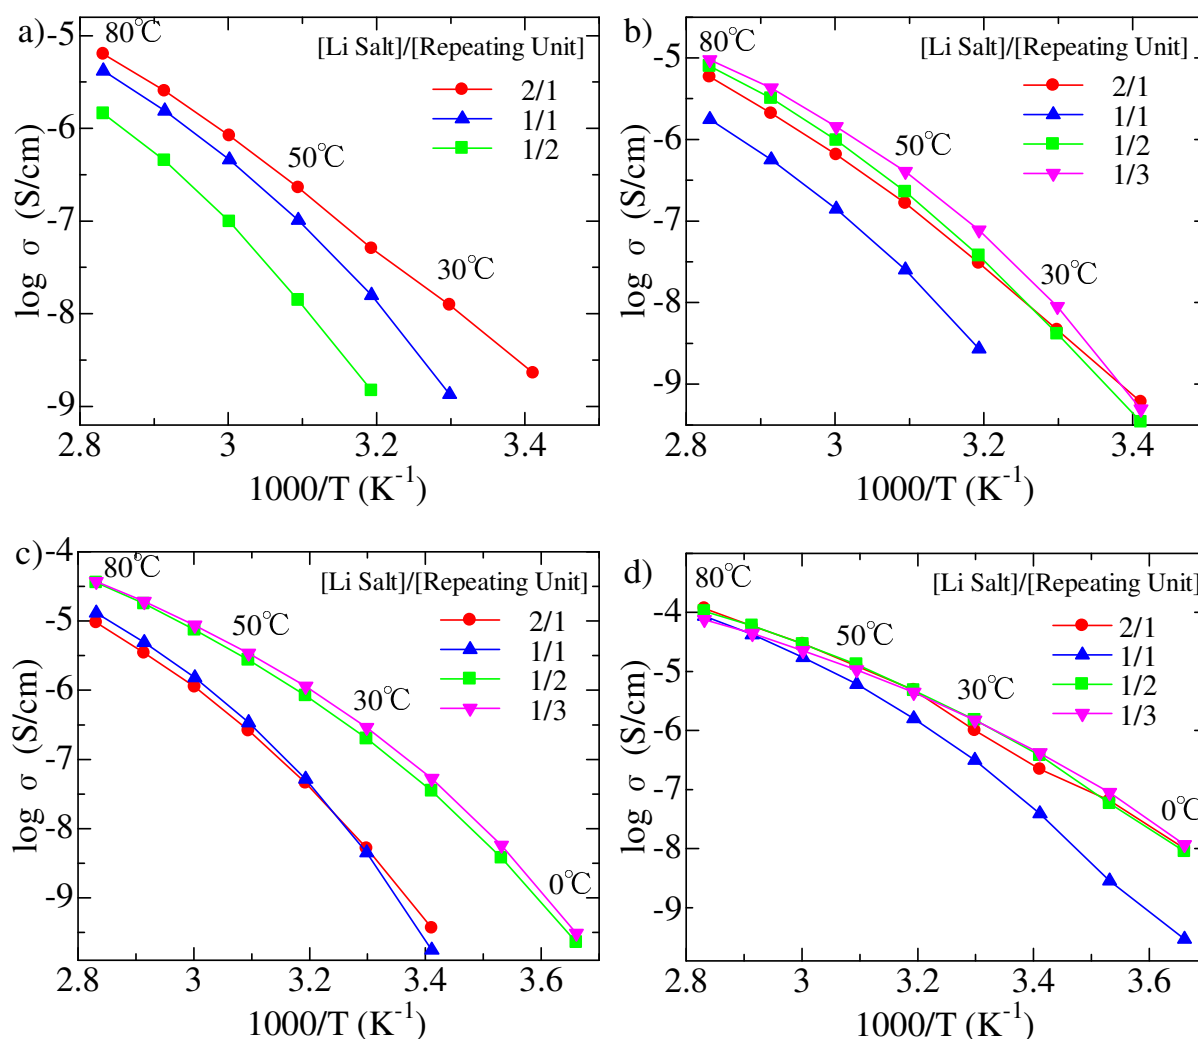 a)
-5
80℃
[Li Salt]/[Repeating Unit]
2/1
1/1
1/2
-6
50℃
-7
30℃
-8
-9
log σ (S/cm)
2.8 3 3.2 3.4
1000/T (K⁻¹)
b)
80℃
[Li Salt]/[Repeating Unit]
-5
2/1
1/1
1/2
1/3
-6
50℃
-7
30℃
-8
-9
log σ (S/cm)
2.8 3 3.2 3.4
1000/T (K⁻¹)
c)
-4
80℃
[Li Salt]/[Repeating Unit]
2/1
1/1
1/2
1/3
-5
50℃
-6
30℃
-7
-8
0℃
-9
log σ (S/cm)
2.8 3 3.2 3.4 3.6
1000/T (K⁻¹)
d)
80℃
[Li Salt]/[Repeating Unit]
-4
2/1
1/1
1/2
1/3
50℃
-5
30℃
-6
-7
0℃
-8
-9
log σ (S/cm)
2.8 3 3.2 3.4 3.6
1000/T (K⁻¹)